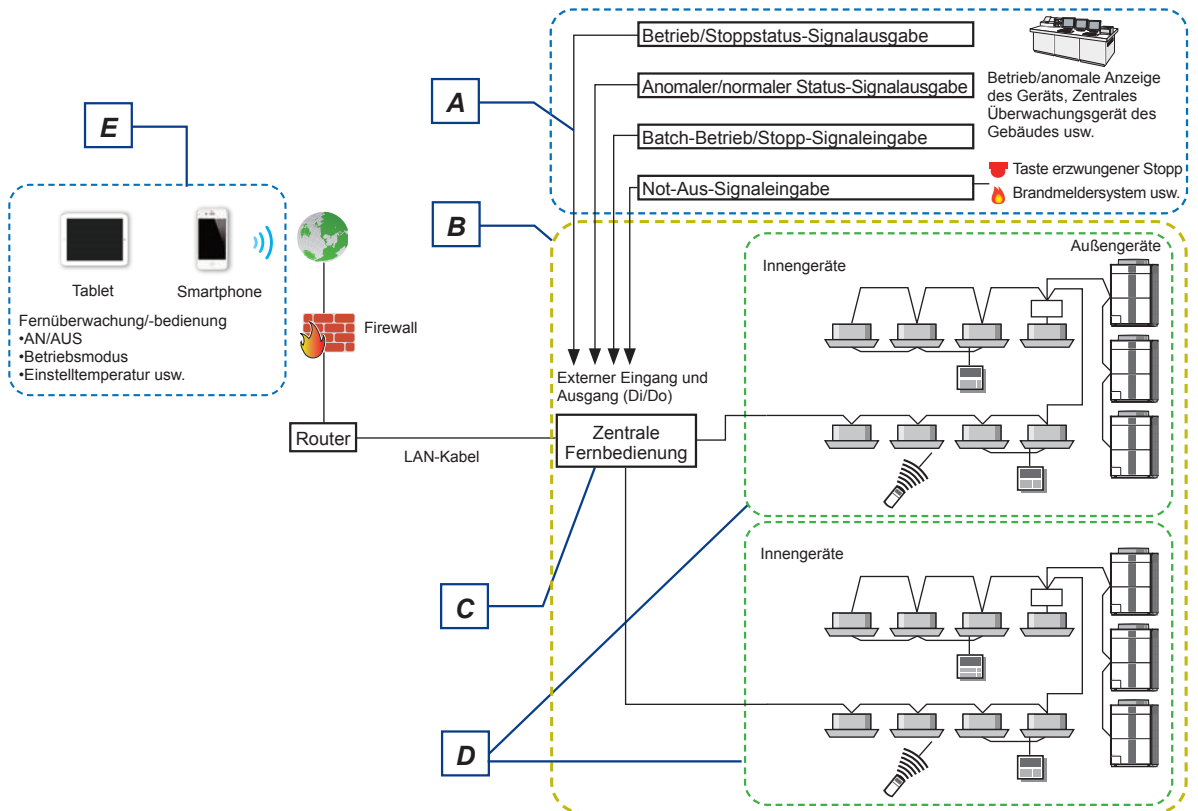 Betrieb/Stoppstatus-Signalausgabe
Anomaler/normaler Status-Signalausgabe
Batch-Betrieb/Stopp-Signaleingabe
Not-Aus-Signaleingabe
Betrieb/anomale Anzeige
des Geräts, Zentrales
Überwachungsgerät des
Gebäudes usw.
Taste erzwungener Stopp
Brandmeldersystem usw.
A
E
B
Tablet
Smartphone
Fernüberwachung/-bedienung
•AN/AUS
•Betriebsmodus
•Einstelltemperatur usw.
Firewall
Router
LAN-Kabel
Externer Eingang und
Ausgang (Di/Do)
Zentrale
Fernbedienung
Innengeräte
Außengeräte
C
Innengeräte
D